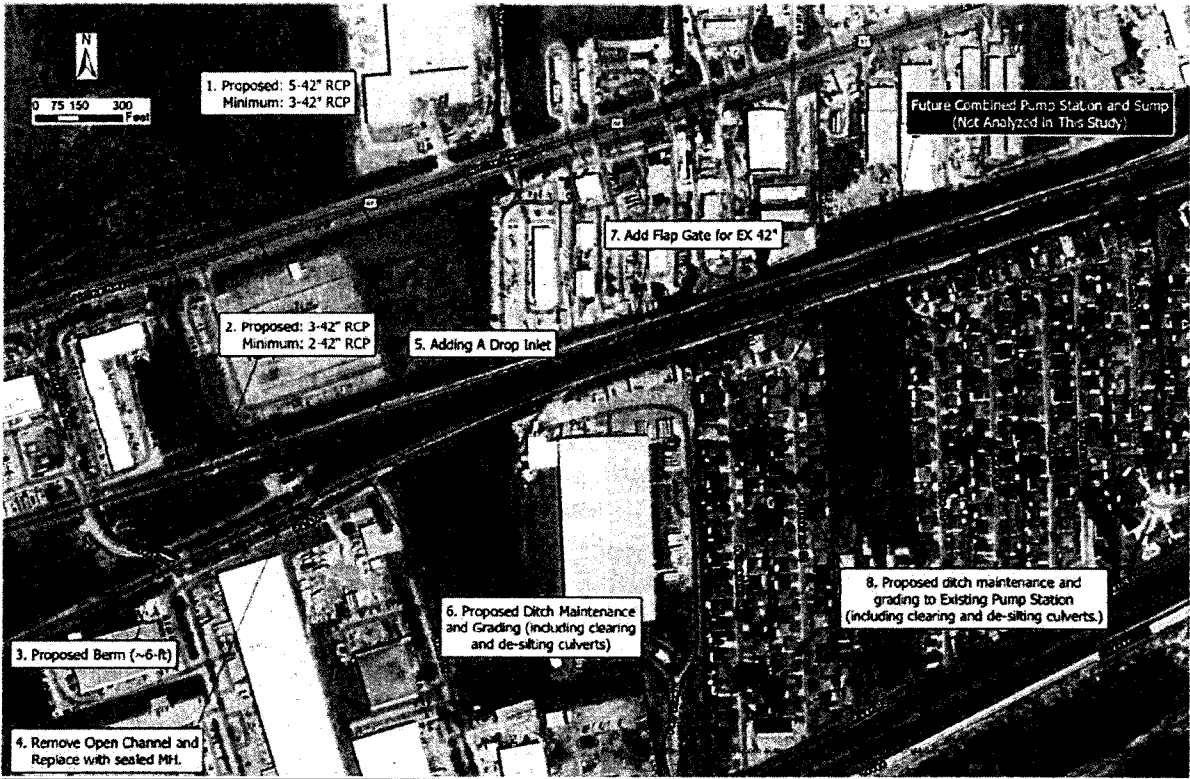 N
0 75 150 300
Feet
1. Proposed: 5-42" RCP
Minimum: 3-42" RCP
Future Combined Pump Station and Sump
(Not Analyzed in This Study)
7. Add Flap Gate for EX 42"
2. Proposed: 3-42" RCP
Minimum: 2-42" RCP
5. Adding A Drop Inlet
8. Proposed ditch maintenance and
grading to Existing Pump Station
(including clearing and de-silting culverts.)
6. Proposed Ditch Maintenance
and Grading (including clearing
and de-silting culverts)
3. Proposed Berm (~6-ft)
4. Remove Open Channel and
Replace with sealed MH.